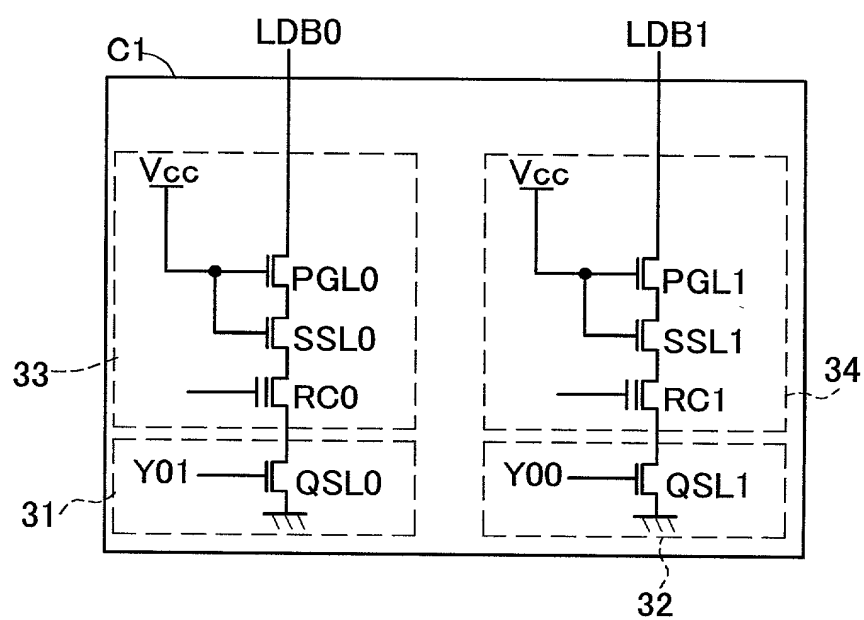 LDB0
LDB1
C1
Vcc
Vcc
PGL0
PGL1
SSL0
SSL1
33
34
RC0
RC1
Y01
QSL0
Y00
QSL1
31
32